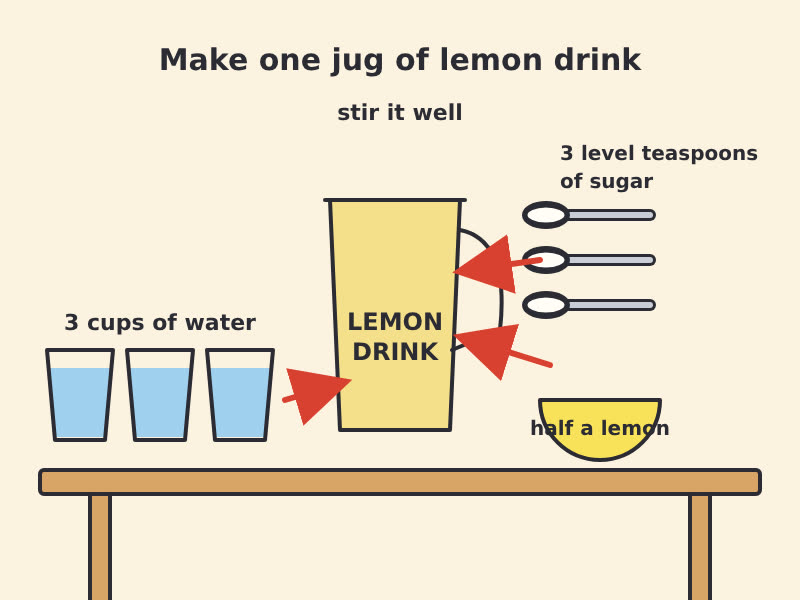 Make one jug of lemon drink
stir it well
3 level teaspoons
of sugar
3 cups of water
LEMON
DRINK
half a lemon